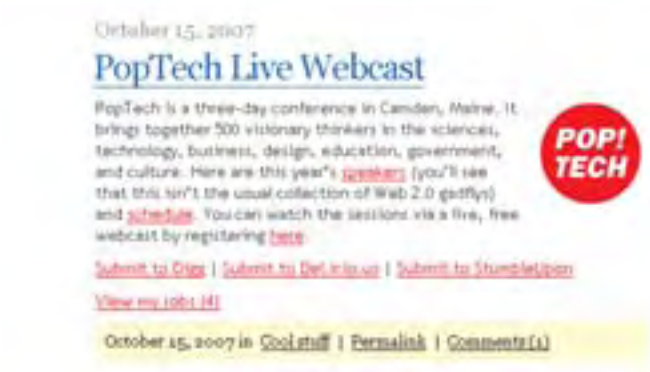 October 15, 2007
PopTech Live Webcast
PopTech is a three-day conference in Camden, Maine. It
brings together 500 visionary thinkers in the sciences,
technology, business, design, education, government,
and culture. Here are this year"s speakers (you'll see
that this isn"t the usual collection of Web 2.0 gadflys)
and schedule. You can watch the sessions via a live, free
webcast by registering here.
POP!
TECH
Submit to Digg | Submit to Del.icio.us | Submit to StumbleUpon
View my jobs (4)
October 15, 2007 in Cool stuff | Permalink | Comments (1)